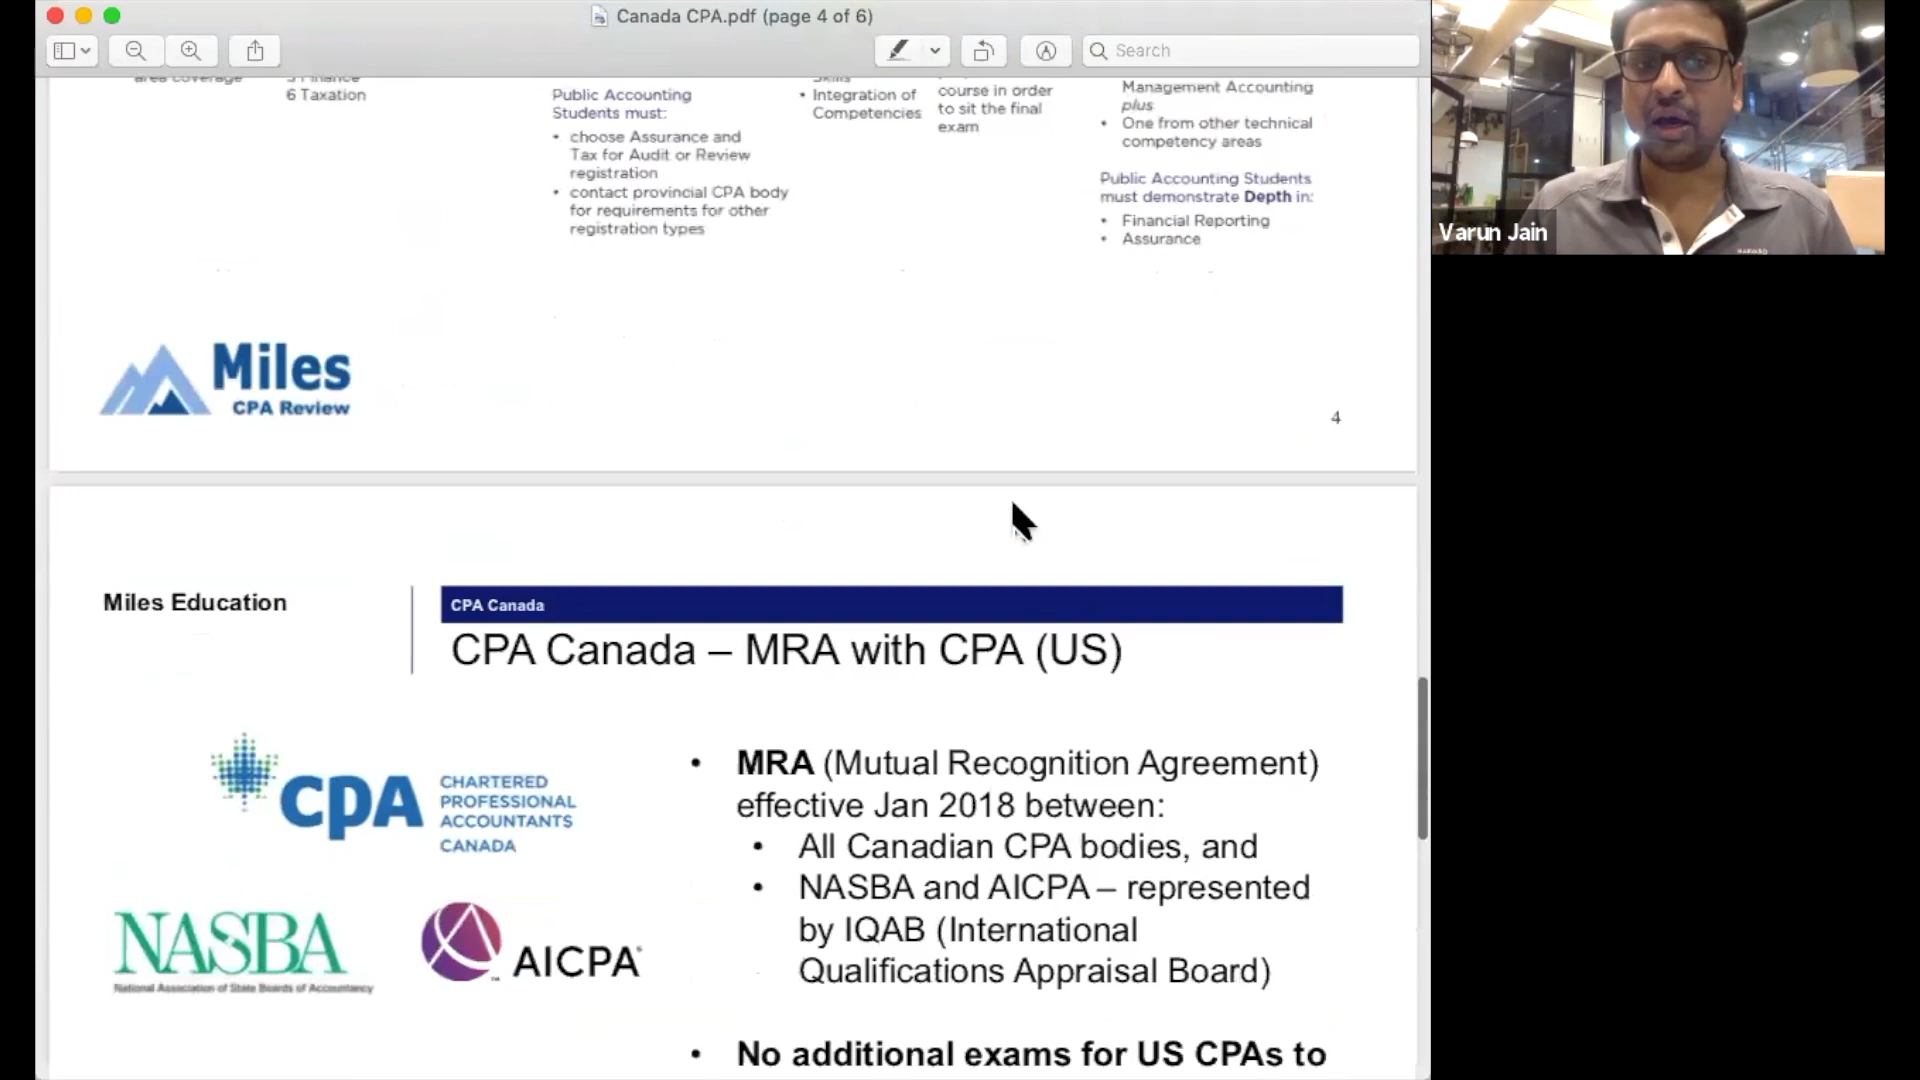 Canada CPA.pdf (page 4 of 6)
Search
area coverage
6 Taxation
Public Accounting
Students must:
• choose Assurance and
Tax for Audit or Review
registration
• contact provincial CPA body
for requirements for other
registration types
Skills
• Integration of
Competencies
course in order
to sit the final
exam
Management Accounting
plus
• One from other technical
competency areas
Public Accounting Students
must demonstrate Depth in:
• Financial Reporting
• Assurance
Miles
CPA Review
4
Varun Jain
Miles Education
CPA Canada
CPA Canada – MRA with CPA (US)
CPA
CHARTERED
PROFESSIONAL
ACCOUNTANTS
CANADA
NASBA
National Association of State Boards of Accountancy
AICPA
• MRA (Mutual Recognition Agreement)
effective Jan 2018 between:
• All Canadian CPA bodies, and
• NASBA and AICPA – represented
by IQAB (International
Qualifications Appraisal Board)
• No additional exams for US CPAs to